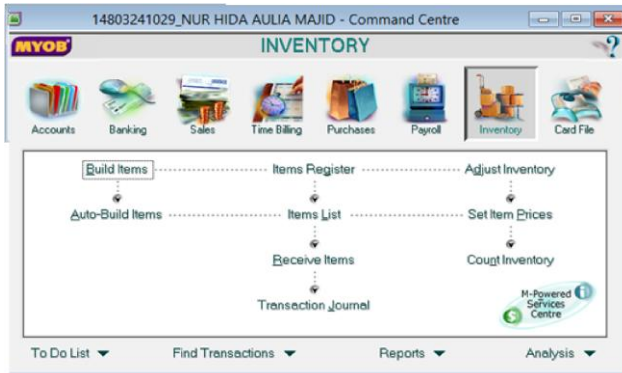 14803241029_NUR HIDA AULIA MAJID - Command Centre
MYOB INVENTORY
Accounts Banking Sales Time Billing Purchases Payroll Inventory Card File
Build Items Items Register Adjust Inventory
Auto-Build Items Items List Set Item Prices
Receive Items Count Inventory
Transaction Journal
M-Powered
Services
Centre
To Do List Find Transactions Reports Analysis